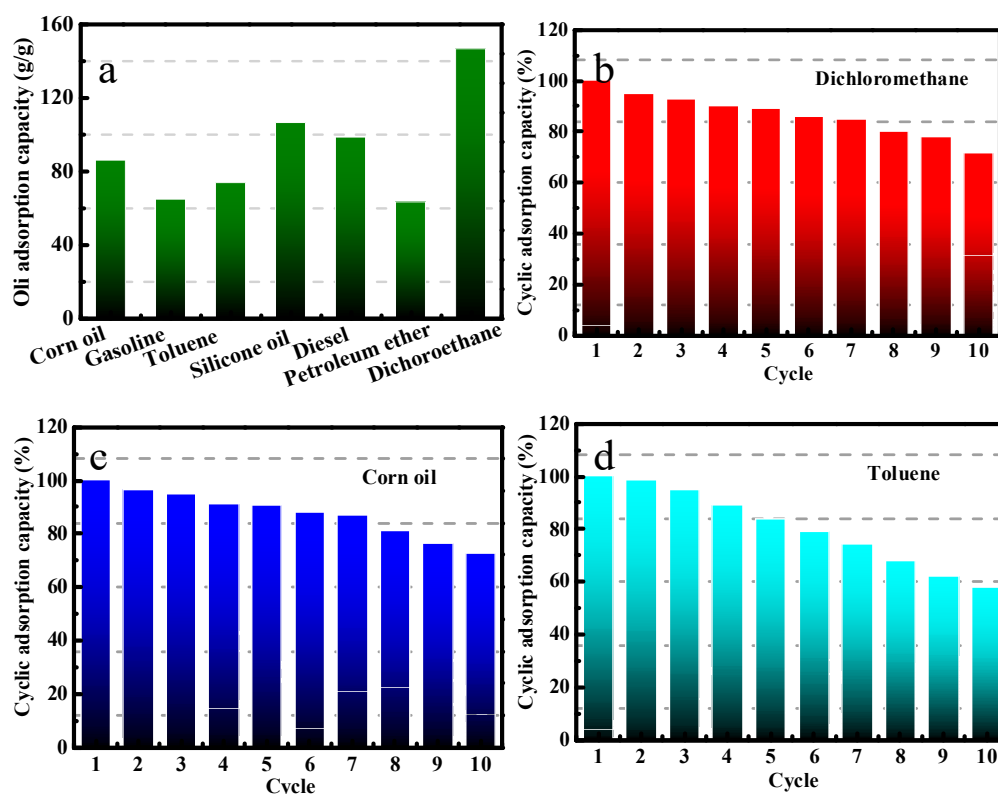 a
Oli adsorption capacity (g/g)
160
120
80
40
0
Corn oil
Gasoline
Toluene
Silicone oil
Diesel
Petroleum ether
Dichoroethane
b
Dichloromethane
Cyclic adsorption capacity (%)
120
100
80
60
40
20
0
1 2 3 4 5 6 7 8 9 10
Cycle
c
Corn oil
Cyclic adsorption capacity (%)
120
100
80
60
40
20
0
1 2 3 4 5 6 7 8 9 10
Cycle
d
Toluene
Cyclic adsorption capacity (%)
120
100
80
60
40
20
0
1 2 3 4 5 6 7 8 9 10
Cycle